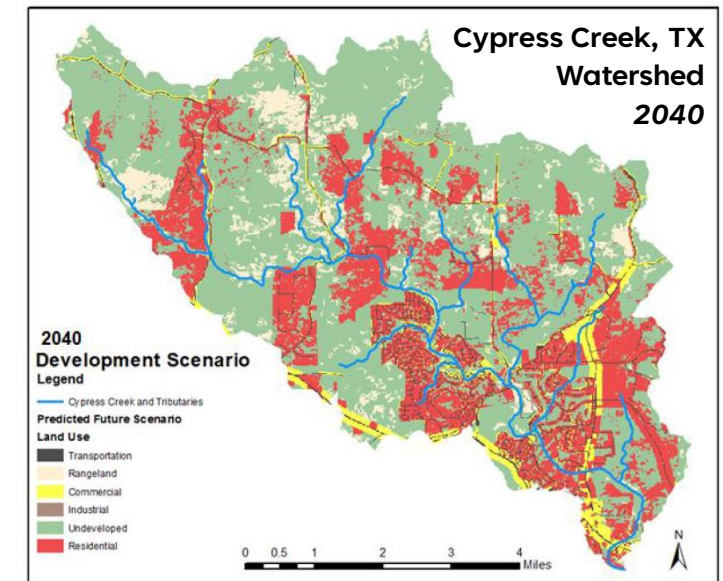 Cypress Creek, TX
Watershed
2040
2040
Development Scenario
Legend
Cypress Creek and Tributaries
Predicted Future Scenario
Land Use
Transportation
Rangeland
Commercial
Industrial
Undeveloped
Residential
0 0.5 1 2 3 4
Miles
N